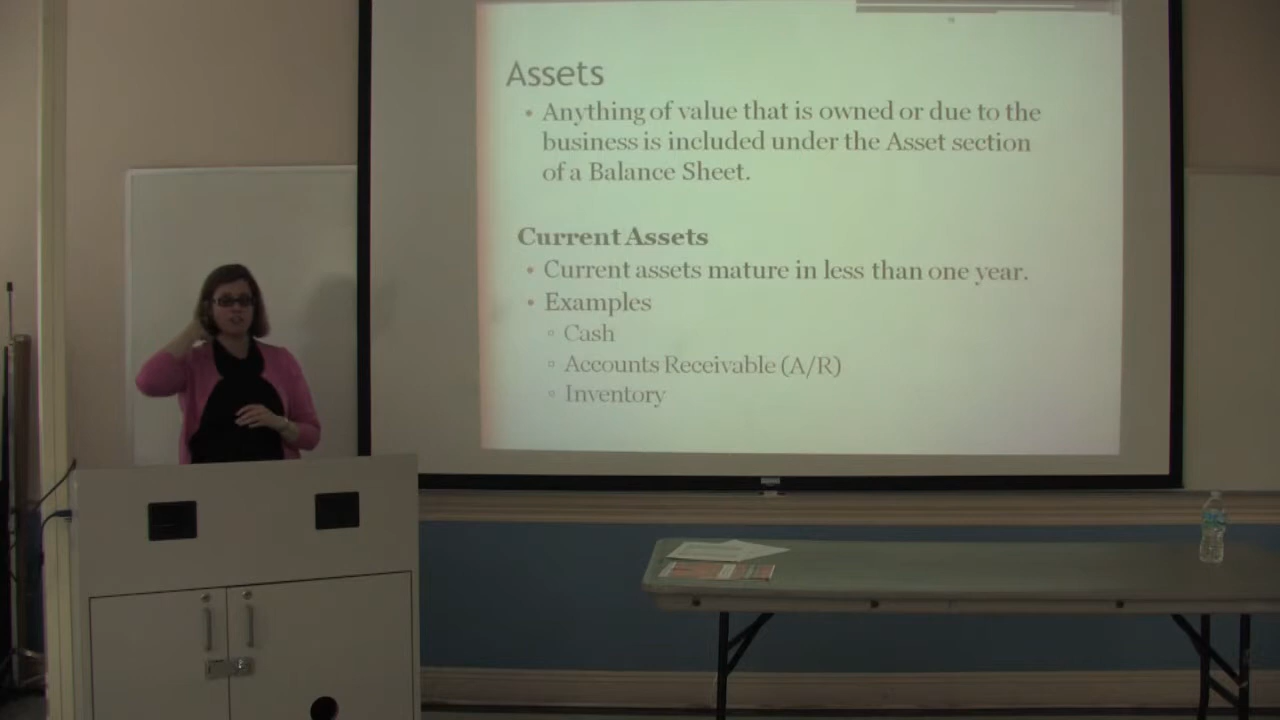 Assets
• Anything of value that is owned or due to the
business is included under the Asset section
of a Balance Sheet.
Current Assets
• Current assets mature in less than one year.
• Examples
▫ Cash
▫ Accounts Receivable (A/R)
▫ Inventory